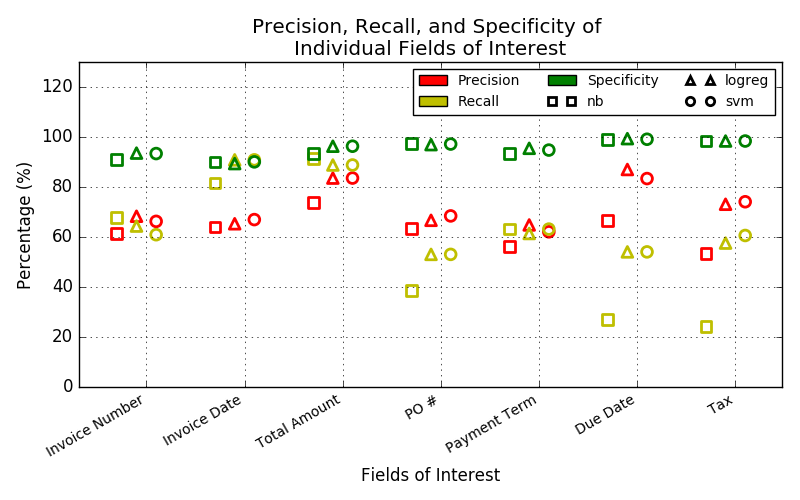 Precision, Recall, and Specificity of
Individual Fields of Interest
Precision
Recall
Specificity
nb
logreg
svm
Percentage (%)
120
100
80
60
40
20
0
Invoice Number
Invoice Date
Total Amount
PO #
Payment Term
Due Date
Tax
Fields of Interest